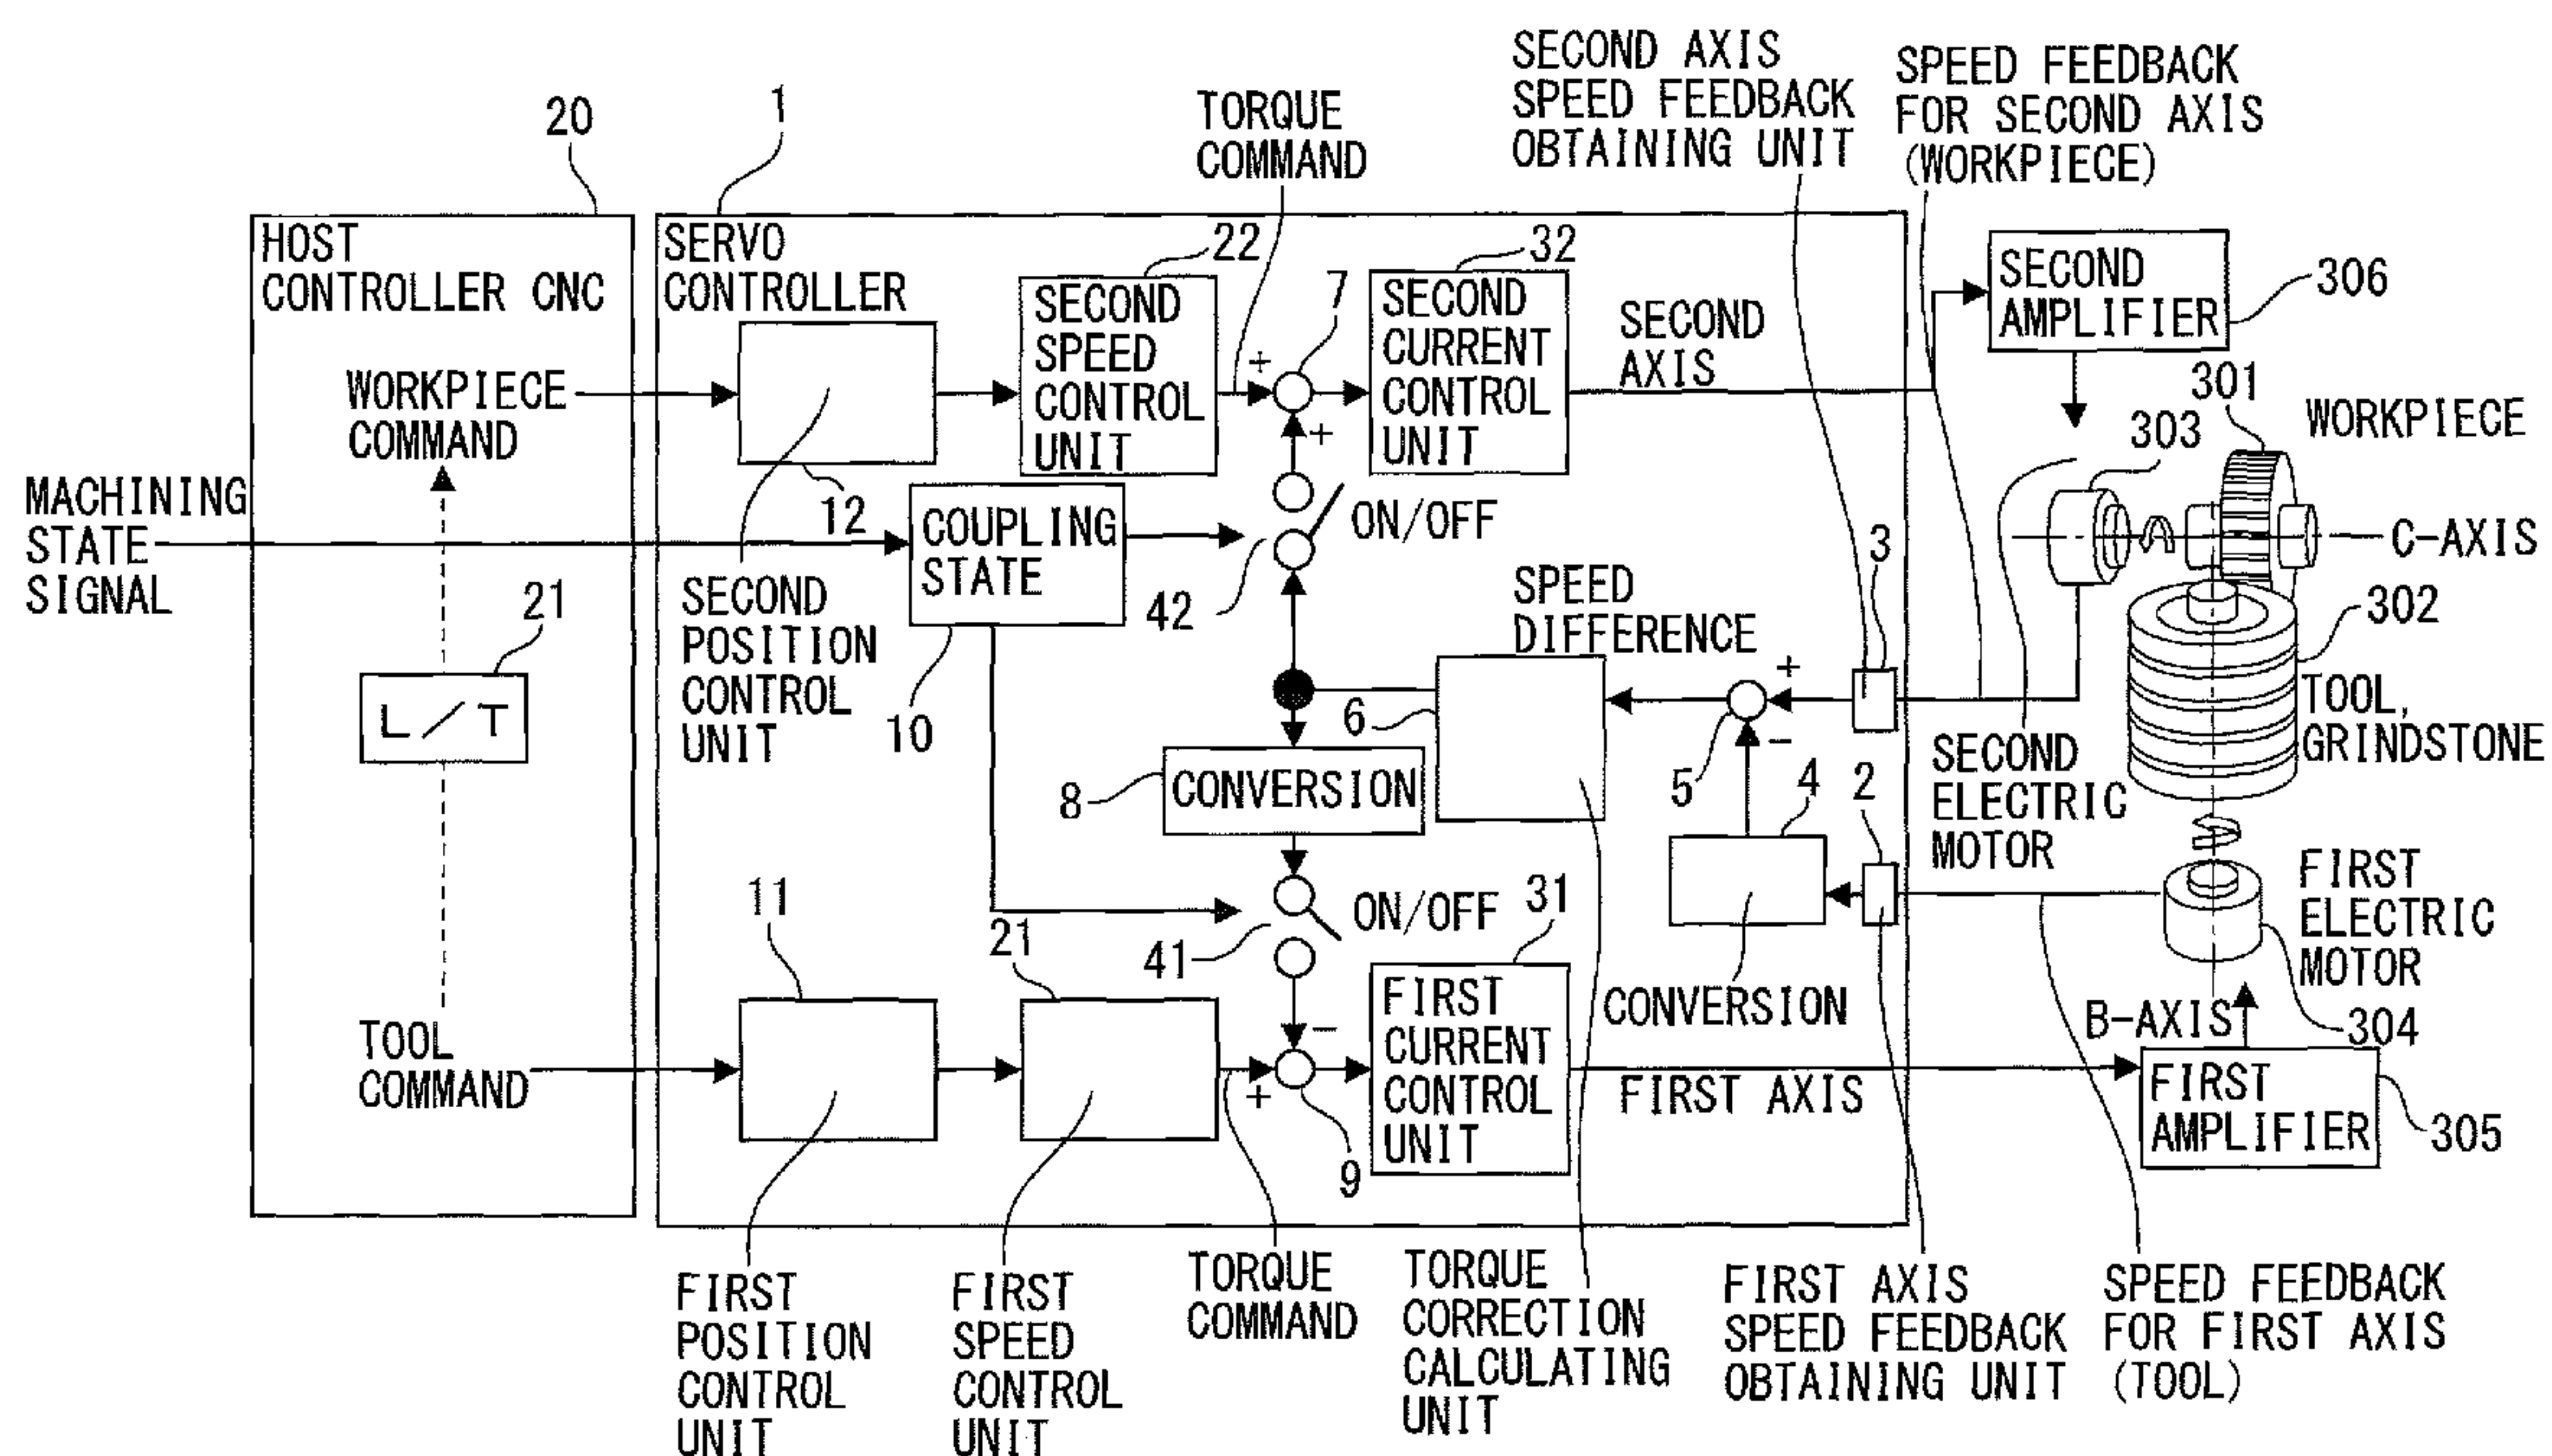 SECOND AXIS
SPEED FEEDBACK
OBTAINING UNIT
SPEED FEEDBACK
FOR SECOND AXIS
(WORKPIECE)
TORQUE
COMMAND
20
1
HOST
CONTROLLER CNC
SERVO
CONTROLLER
22
32
7
SECOND
SPEED
CONTROL
UNIT
SECOND
CURRENT
CONTROL
UNIT
SECOND
AXIS
SECOND
AMPLIFIER
306
301
WORKPIECE
303
+
+
WORKPIECE
COMMAND
12
MACHINING
STATE
SIGNAL
COUPLING
STATE
ON/OFF
42
3
C-AXIS
302
SECOND
POSITION
CONTROL
UNIT
10
21
L/T
SPEED
DIFFERENCE
6
+
-
5
4
2
TOOL,
GRINDSTONE
SECOND
ELECTRIC
MOTOR
8
CONVERSION
11
21
41
ON/OFF
31
FIRST
ELECTRIC
MOTOR
304
B-AXIS
CONVERSION
FIRST
CURRENT
CONTROL
UNIT
-
+
9
TOOL
COMMAND
FIRST AXIS
FIRST
AMPLIFIER
305
FIRST
POSITION
CONTROL
UNIT
FIRST
SPEED
CONTROL
UNIT
TORQUE
COMMAND
TORQUE
CORRECTION
CALCULATING
UNIT
FIRST AXIS
SPEED FEEDBACK
OBTAINING UNIT
SPEED FEEDBACK
FOR FIRST AXIS
(TOOL)